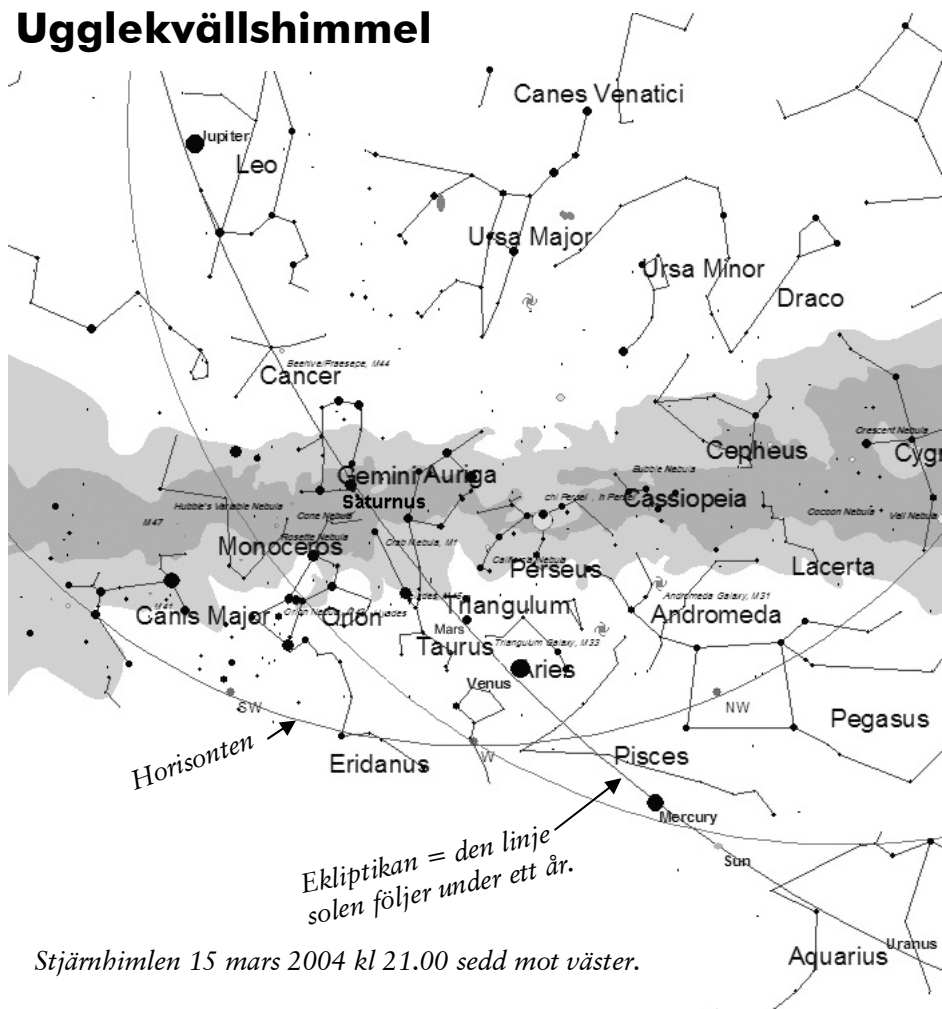 Ugglekvällshimmel
Canes Venatici
Jupiter
Leo
Ursa Major
Ursa Minor
Draco
Beehive/Praesepe, M44
Cancer
Crescent Nebula
Cepheus
Cygn
Bubble Nebula
Gemini
Auriga
Saturnus
chi Persei, h Persei
Cassiopeia
Hubble's Variable Nebula
Cone Nebula
Cocoon Nebula
Veil Nebula
M47
Rosette Nebula
Crab Nebula, M1
Monoceros
California Nebula
Perseus
Lacerta
Andromeda Galaxy, M31
M41
Canis Major
Orion Nebula
Orion
Triangulum
Andromeda
Mars
Taurus
Triangulum Galaxy, M33
Aries
Venus
SW
NW
Pegasus
Horisonten
Eridanus
W
Pisces
Mercury
Ekliptikan = den linje
solen följer under ett år.
Sun
Uranus
Aquarius
Stjärnhimlen 15 mars 2004 kl 21.00 sedd mot väster.